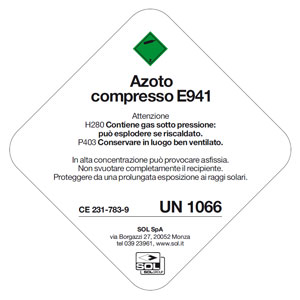 Azoto
compresso E941
Attenzione
H280 Contiene gas sotto pressione:
può esplodere se riscaldato.
P403 Conservare in luogo ben ventilato.
In alta concentrazione può provocare asfissia.
Non svuotare completamente il recipiente.
Proteggere da una prolungata esposizione ai raggi solari.
CE 231-783-9 UN 1066
SOL SpA
via Borgazzi 27, 20052 Monza
tel 039 23961, www.sol.it
SOL
SOLGROUP